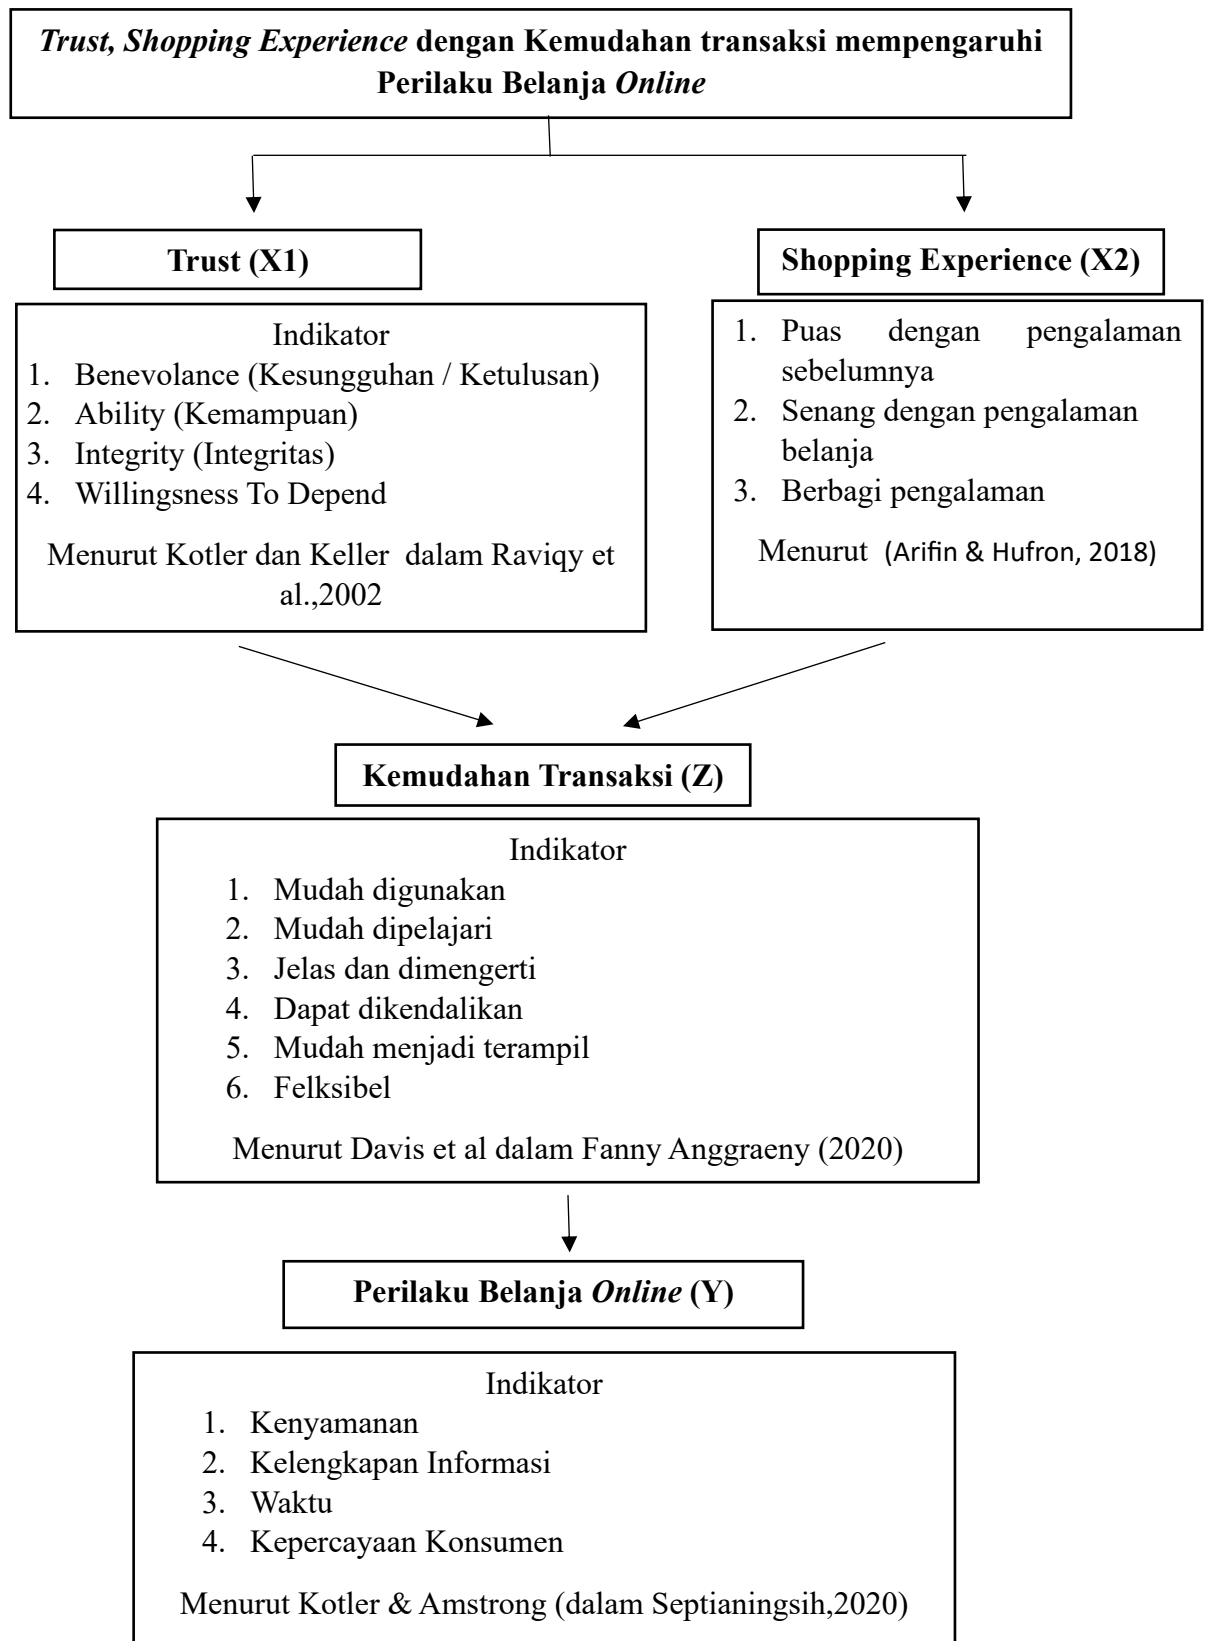 Trust, Shopping Experience dengan Kemudahan transaksi mempengaruhi
Perilaku Belanja Online
Trust (X1)
Indikator
1. Benevolance (Kesungguhan / Ketulusan)
2. Ability (Kemampuan)
3. Integrity (Integritas)
4. Willingsness To Depend
Menurut Kotler dan Keller dalam Raviqy et
al.,2002
Shopping Experience (X2)
1. Puas dengan pengalaman
sebelumnya
2. Senang dengan pengalaman
belanja
3. Berbagi pengalaman
Menurut (Arifin & Hufron, 2018)
Kemudahan Transaksi (Z)
Indikator
1. Mudah digunakan
2. Mudah dipelajari
3. Jelas dan dimengerti
4. Dapat dikendalikan
5. Mudah menjadi terampil
6. Felksibel
Menurut Davis et al dalam Fanny Anggraeny (2020)
Perilaku Belanja Online (Y)
Indikator
1. Kenyamanan
2. Kelengkapan Informasi
3. Waktu
4. Kepercayaan Konsumen
Menurut Kotler & Amstrong (dalam Septianingsih,2020)